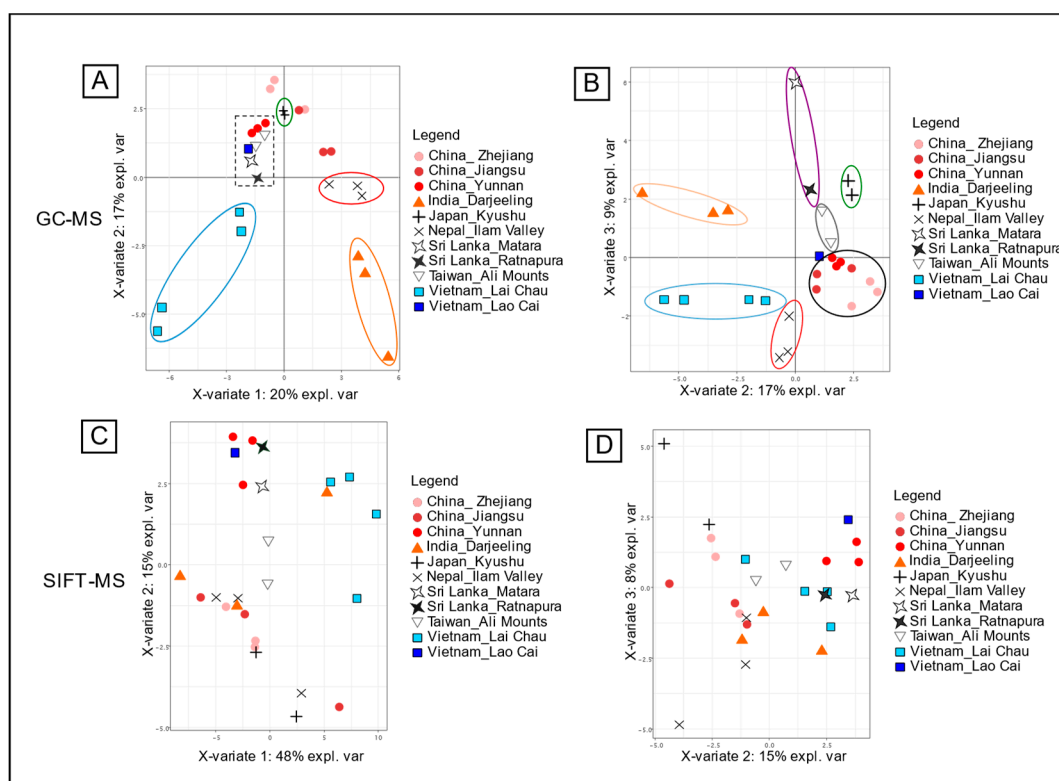 A
X-variate 2: 17% expl. var
2.5
0.0
−2.5
−5.0
−6
−3
0
3
6
X-variate 1: 20% expl. var
Legend
China_ Zhejiang
China_Jiangsu
China_Yunnan
India_Darjeeling
Japan_Kyushu
Nepal_Ilam Valley
Sri Lanka_Matara
Sri Lanka_Ratnapura
Taiwan_Ali Mounts
Vietnam_Lai Chau
Vietnam_Lao Cai
B
X-variate 3: 9% expl. var
6
4
2
0
−2
−5.0
−2.5
0.0
2.5
X-variate 2: 17% expl. var
Legend
China_ Zhejiang
China_Jiangsu
China_Yunnan
India_Darjeeling
Japan_Kyushu
Nepal_Ilam Valley
Sri Lanka_Matara
Sri Lanka_Ratnapura
Taiwan_Ali Mounts
Vietnam_Lai Chau
Vietnam_Lao Cai
GC-MS
C
X-variate 2: 15% expl. var
2.5
0.0
−2.5
−5.0
−5
0
5
10
X-variate 1: 48% expl. var
Legend
China_ Zhejiang
China_Jiangsu
China_Yunnan
India_Darjeeling
Japan_Kyushu
Nepal_Ilam Valley
Sri Lanka_Matara
Sri Lanka_Ratnapura
Taiwan_Ali Mounts
Vietnam_Lai Chau
Vietnam_Lao Cai
D
X-variate 3: 8% expl. var
5.0
2.5
0.0
−2.5
−5.0
−5.0
−2.5
0.0
2.5
X-variate 2: 15% expl. var
Legend
China_ Zhejiang
China_Jiangsu
China_Yunnan
India_Darjeeling
Japan_Kyushu
Nepal_Ilam Valley
Sri Lanka_Matara
Sri Lanka_Ratnapura
Taiwan_Ali Mounts
Vietnam_Lai Chau
Vietnam_Lao Cai
SIFT-MS